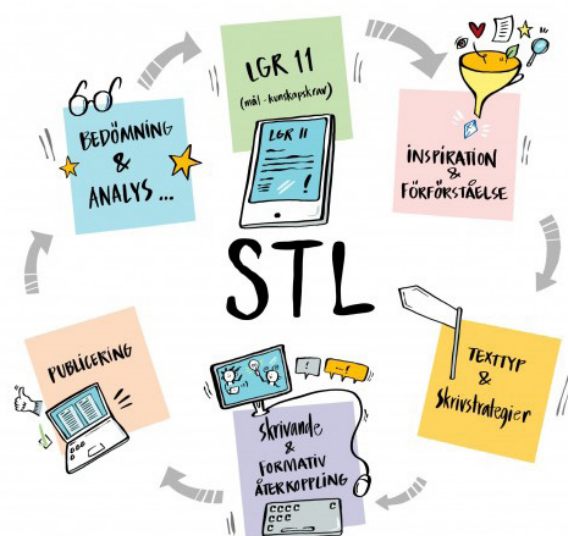 LGR 11
(mål-kunskapskrav)
LGR 11
INSPIRATION
&
FÖRFÖRSTÅELSE
TEXTTYP
&
Skrivstrategier
Skrivande
&
FORMATIV
ÅTERKOPPLING
PUBLICERING
BEDÖMNING
&
ANALYS ...
STL